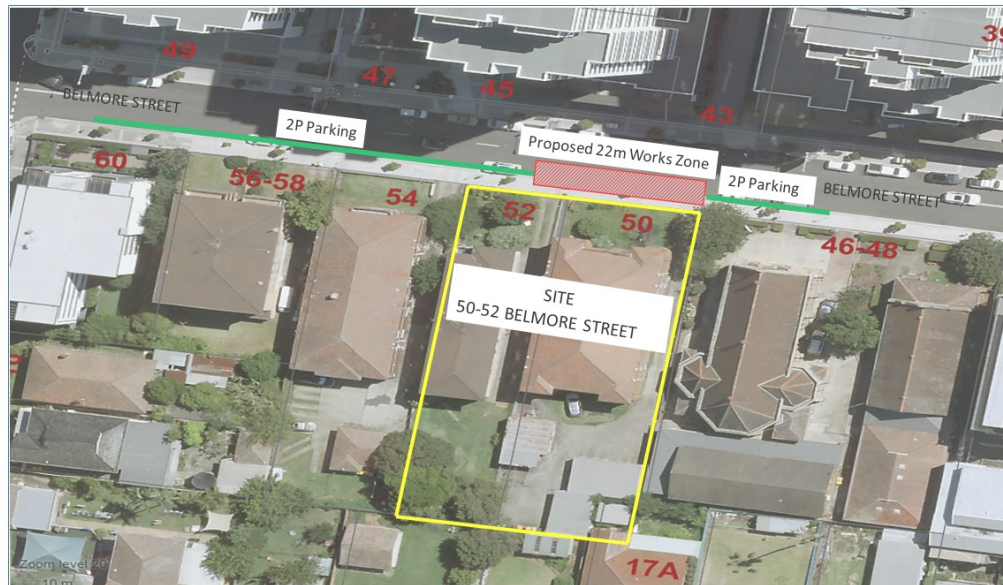 49
39
47
45
BELMORE STREET
43
2P Parking
Proposed 22m Works Zone
60
56-58
2P Parking
BELMORE STREET
54
52
50
46-48
SITE
50-52 BELMORE STREET
17A
Zoom level 20
10 m